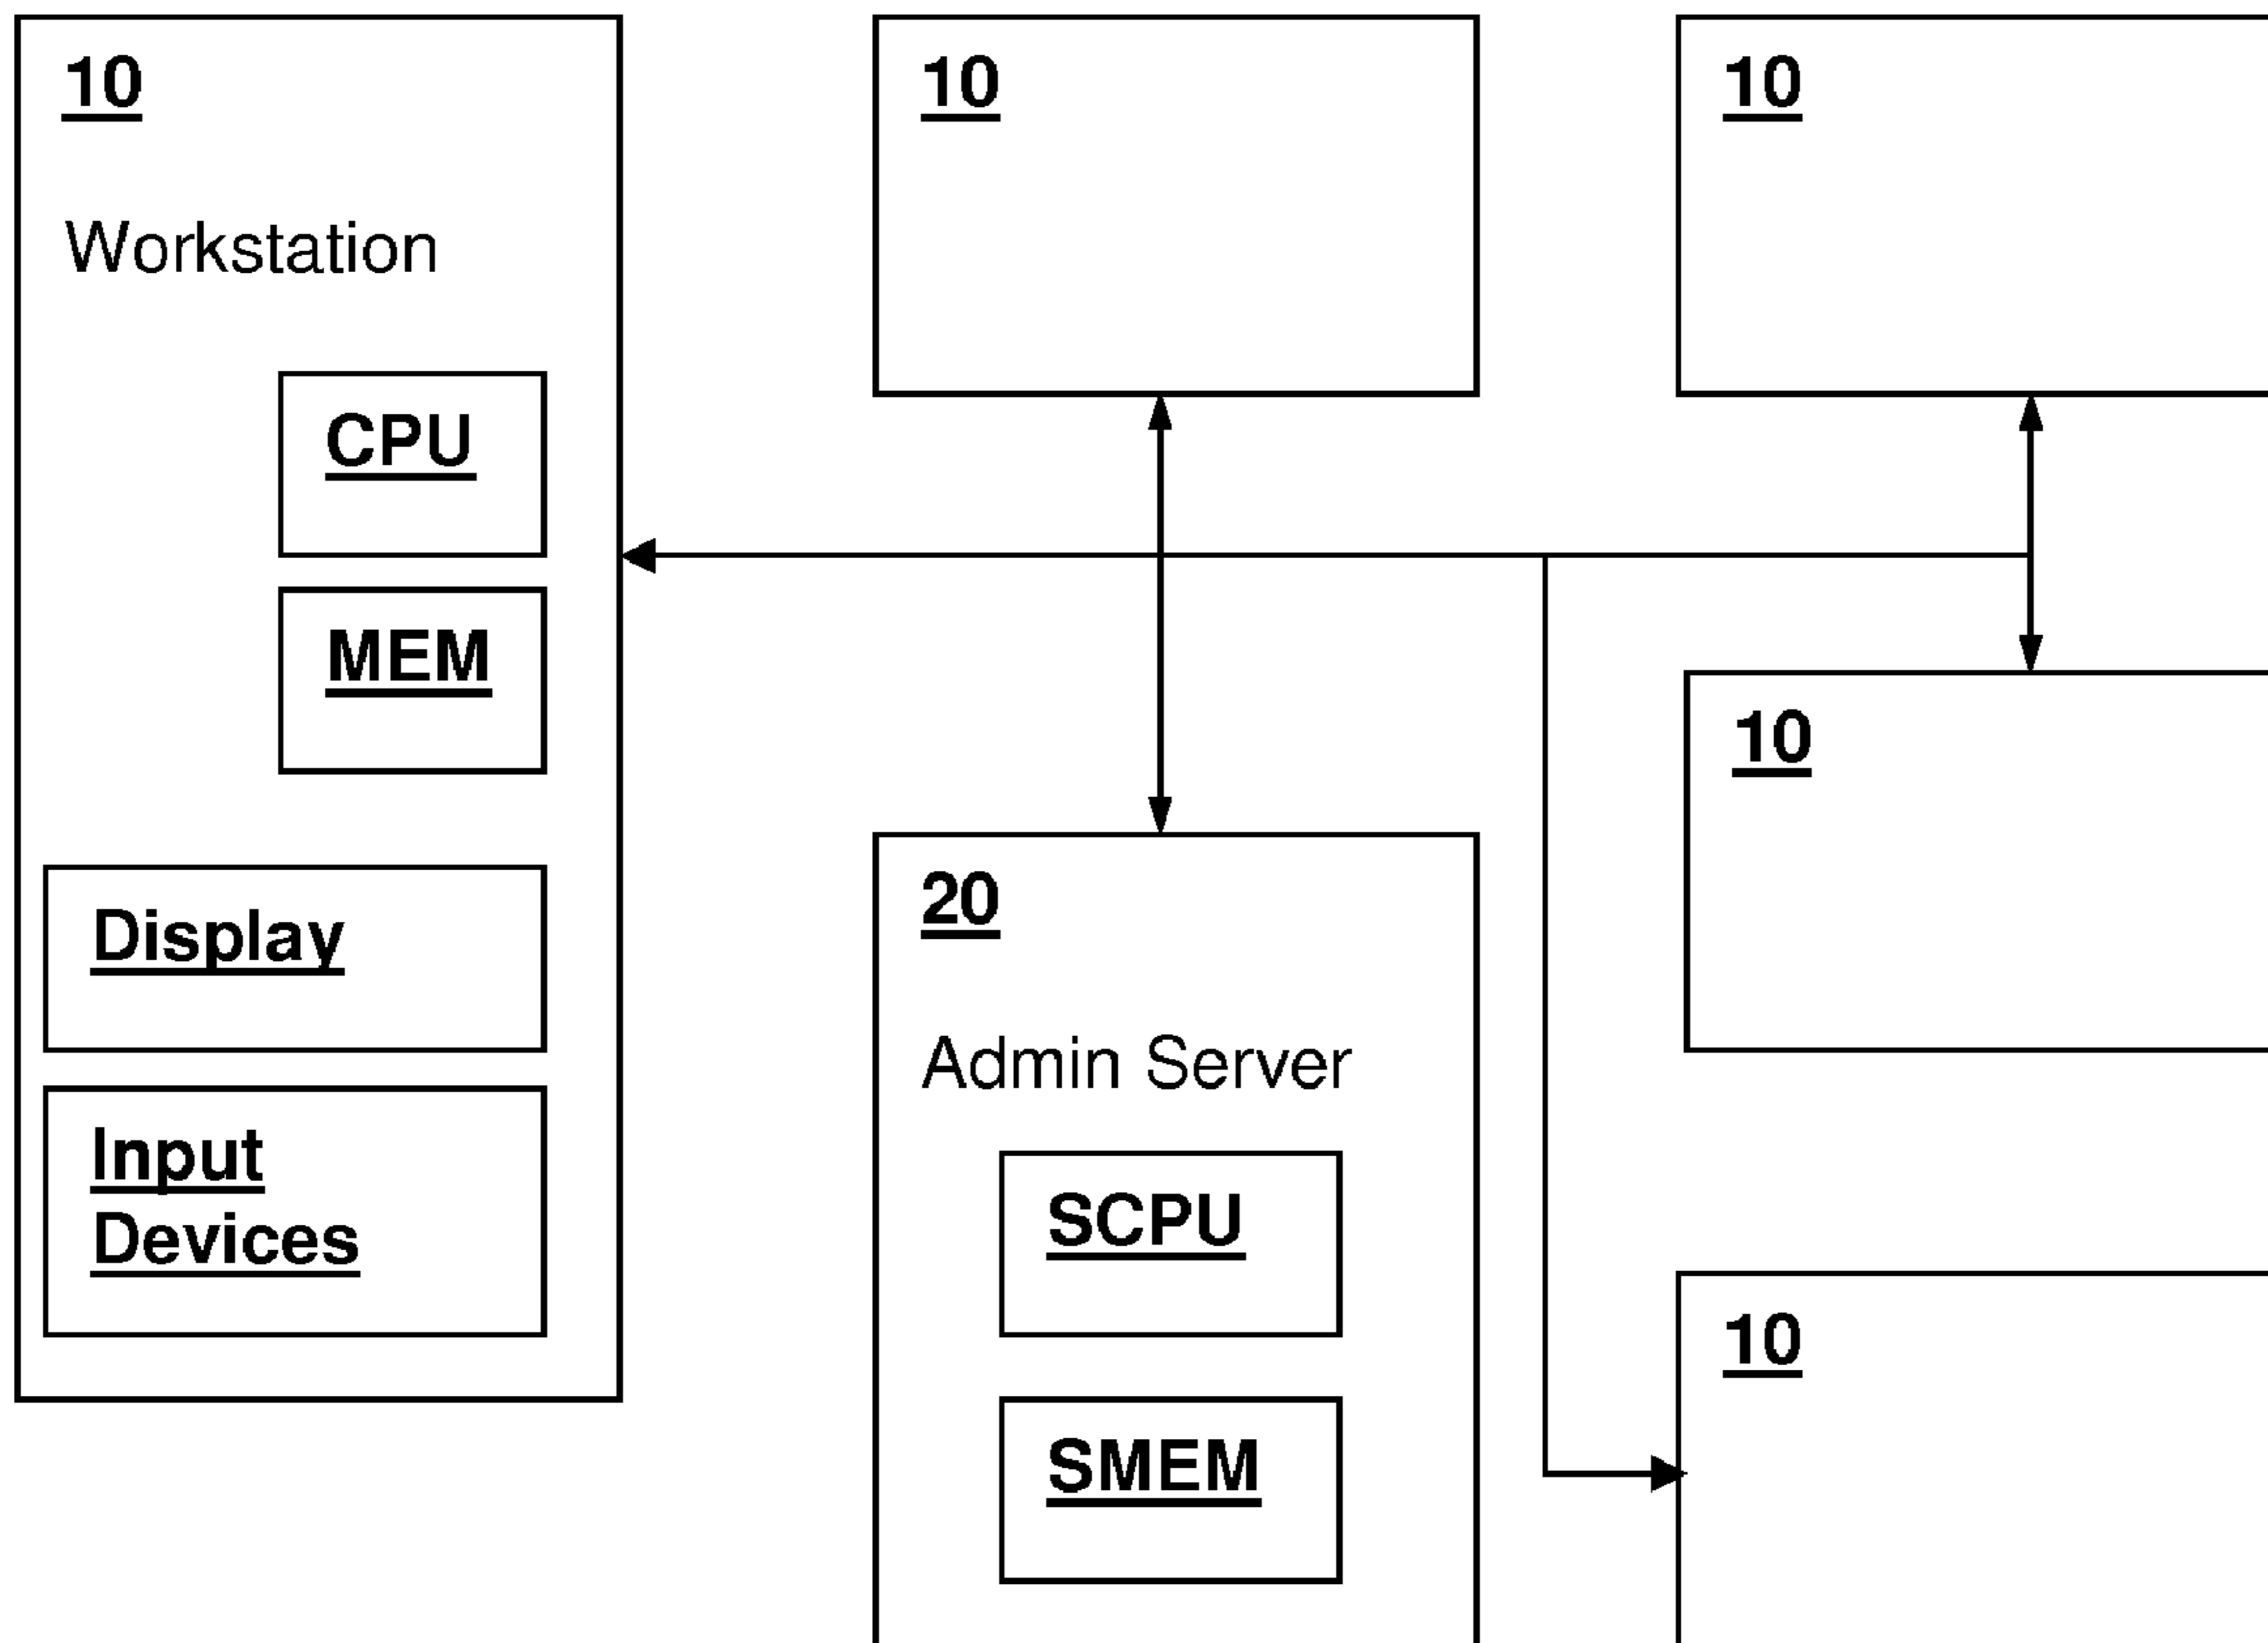 10
Workstation
CPU
MEM
Display
Input
Devices
10
20
Admin Server
SCPU
SMEM
10
10
10